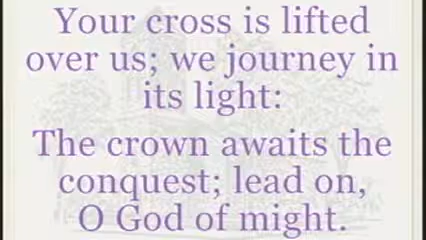 Your cross is lifted
over us; we journey in
its light:
The crown awaits the
conquest; lead on,
O God of might.